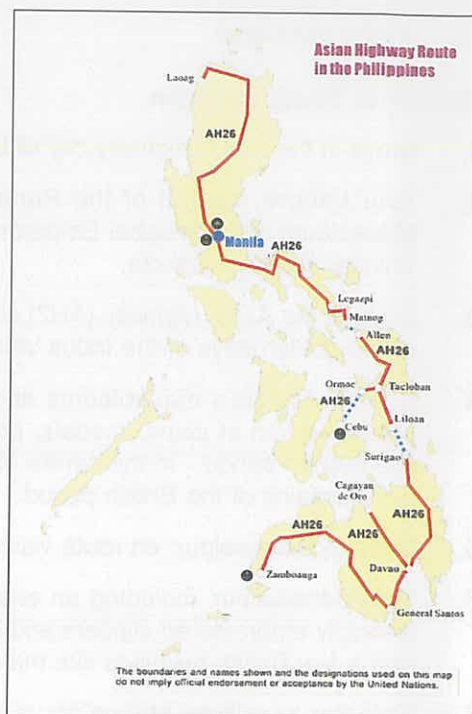 Asian Highway Route
in the Philippines
Laoag
AH26
Manila
AH26
Legazpi
Matnog
Allen
AH26
Ormoc
Tacloban
AH26
Cebu
Liloan
Surigao
Cagayan
de Oro
AH26
AH26
AH26
Davao
Zamboanga
General Santos
The boundaries and names shown and the designations used on this map
do not imply official endorsement or acceptance by the United Nations.